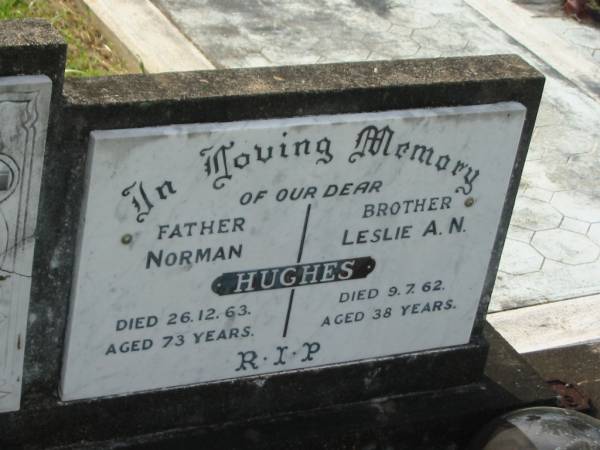 In Loving Memory
OF OUR DEAR
FATHER
NORMAN
BROTHER
LESLIE A. N.
HUGHES
DIED 26.12.63.
AGED 73 YEARS.
DIED 9.7.62.
AGED 38 YEARS.
R·I·P